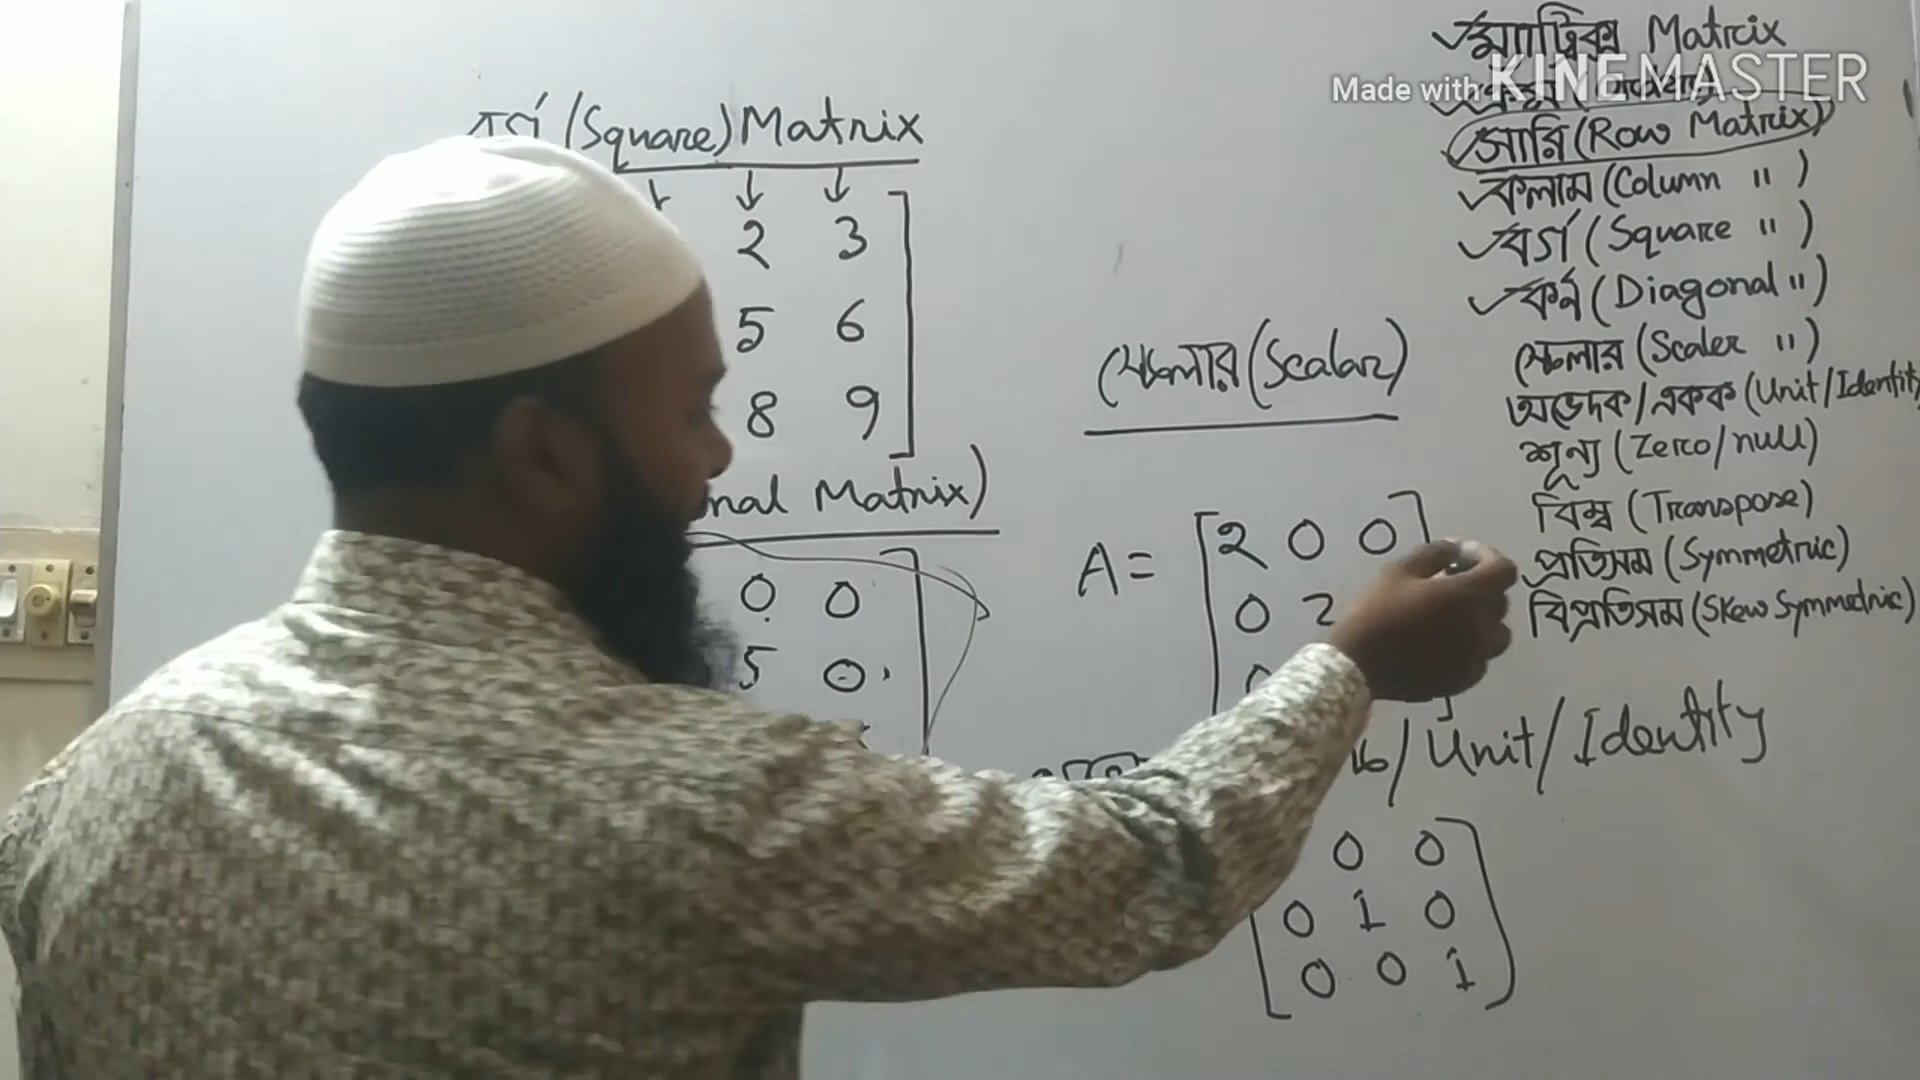 বর্গ (Square) Matrix
2 3
5 6
8 9
nal Matrix)
0 0
5 0
স্কেলার (Scalar)
A = [2 0 0]
0 2
0
/Unit/Identity
0 0
0 1 0
0 0 1
ম্যাট্রিক্স Matrix
Made with KINEMASTER
সারি (Row Matrix)
কলাম (Column ")
বর্গ (Square ")
কর্ন (Diagonal ")
স্কেলার (Scaler ")
অভেদক/একক (Unit/Identity
শূন্য (Zero/null)
বিম্ব (Transpose)
প্রতিসম (Symmetric)
বিপ্রতিসম (Skew Symmetric)